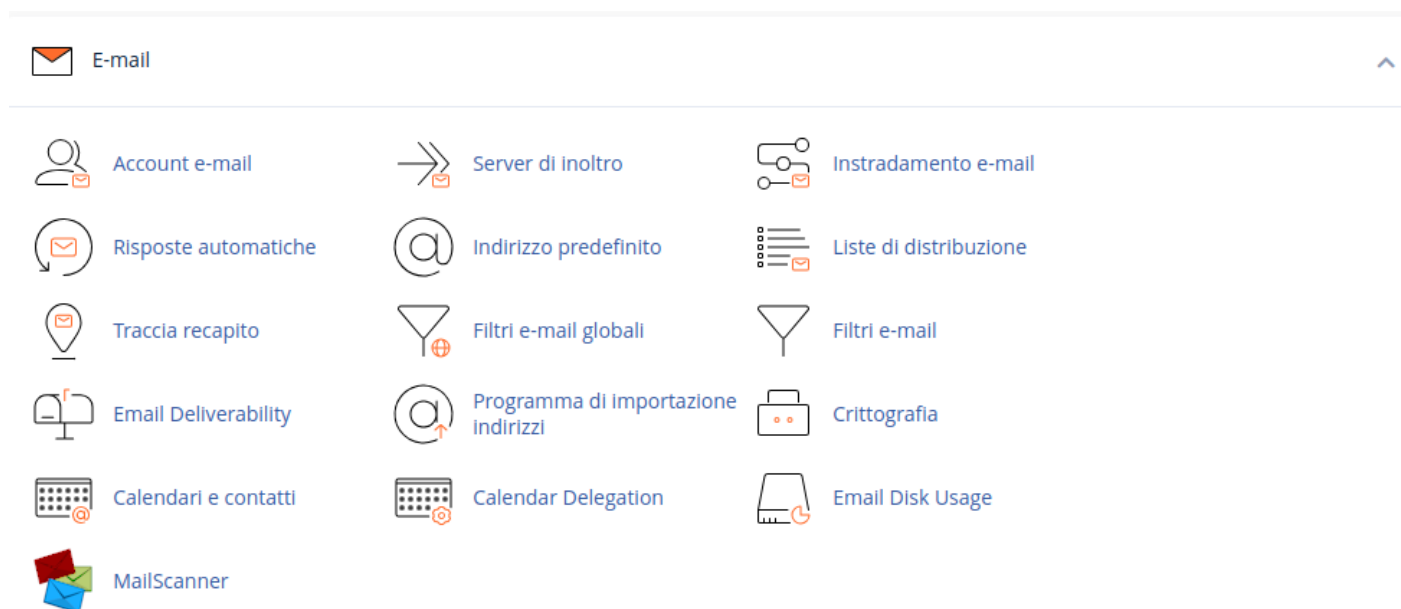 E-mail
Account e-mail
Server di inoltro
Instradamento e-mail
Risposte automatiche
Indirizzo predefinito
Liste di distribuzione
Traccia recapito
Filtri e-mail globali
Filtri e-mail
Email Deliverability
Programma di importazione
indirizzi
Crittografia
Calendari e contatti
Calendar Delegation
Email Disk Usage
MailScanner